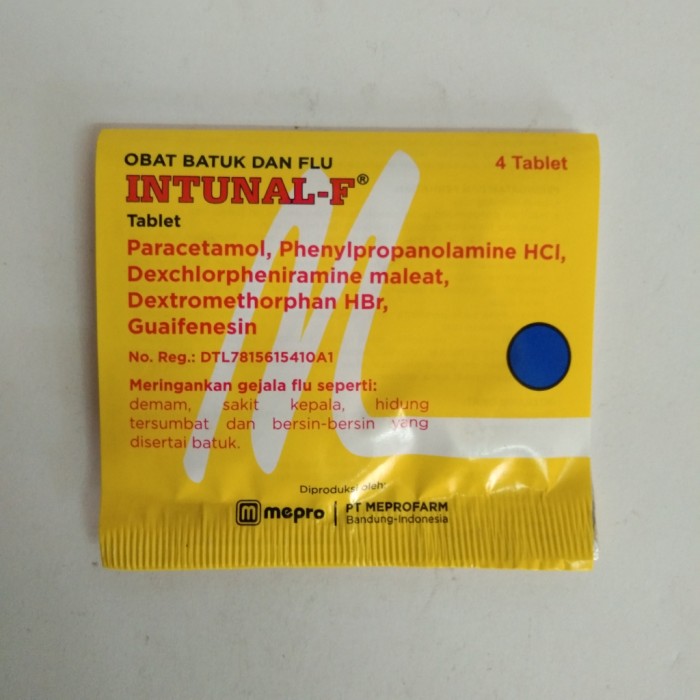 OBAT BATUK DAN FLU
4 Tablet
INTUNAL-F®
Tablet
Paracetamol, Phenylpropanolamine HCl,
Dexchlorpheniramine maleat,
Dextromethorphan HBr,
Guaifenesin
No. Reg.: DTL7815615410A1
Meringankan gejala flu seperti:
demam, sakit kepala, hidung
tersumbat dan bersin-bersin yang
disertai batuk.
Diproduksi oleh:
m mepro | PT MEPROFARM
Bandung-Indonesia